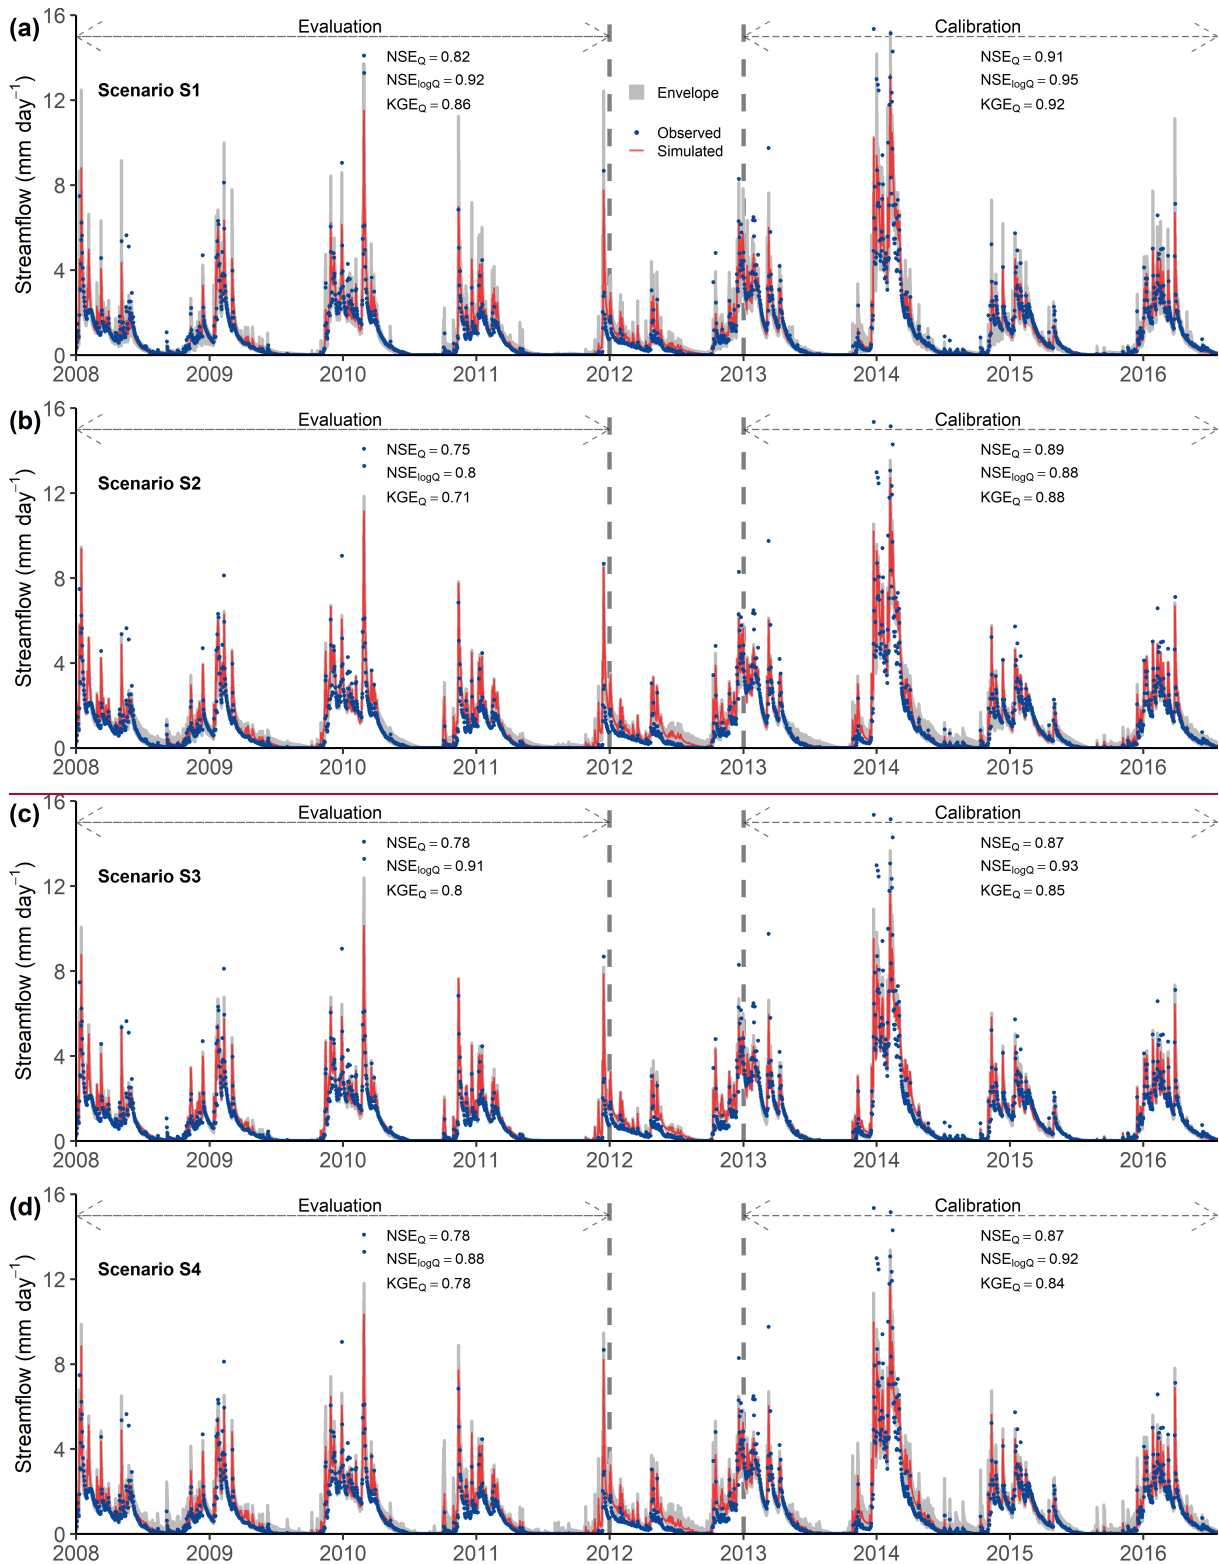 (a)
Evaluation
Calibration
Scenario S1
NSE_Q = 0.82
NSE_logQ = 0.92
KGE_Q = 0.86
NSE_Q = 0.91
NSE_logQ = 0.95
KGE_Q = 0.92
Envelope
Observed
Simulated
Streamflow (mm day⁻¹)
16
12
8
4
0
2008 2009 2010 2011 2012 2013 2014 2015 2016
(b)
Evaluation
Calibration
Scenario S2
NSE_Q = 0.75
NSE_logQ = 0.8
KGE_Q = 0.71
NSE_Q = 0.89
NSE_logQ = 0.88
KGE_Q = 0.88
Streamflow (mm day⁻¹)
16
12
8
4
0
2008 2009 2010 2011 2012 2013 2014 2015 2016
(c)
Evaluation
Calibration
Scenario S3
NSE_Q = 0.78
NSE_logQ = 0.91
KGE_Q = 0.8
NSE_Q = 0.87
NSE_logQ = 0.93
KGE_Q = 0.85
Streamflow (mm day⁻¹)
16
12
8
4
0
2008 2009 2010 2011 2012 2013 2014 2015 2016
(d)
Evaluation
Calibration
Scenario S4
NSE_Q = 0.78
NSE_logQ = 0.88
KGE_Q = 0.78
NSE_Q = 0.87
NSE_logQ = 0.92
KGE_Q = 0.84
Streamflow (mm day⁻¹)
16
12
8
4
0
2008 2009 2010 2011 2012 2013 2014 2015 2016